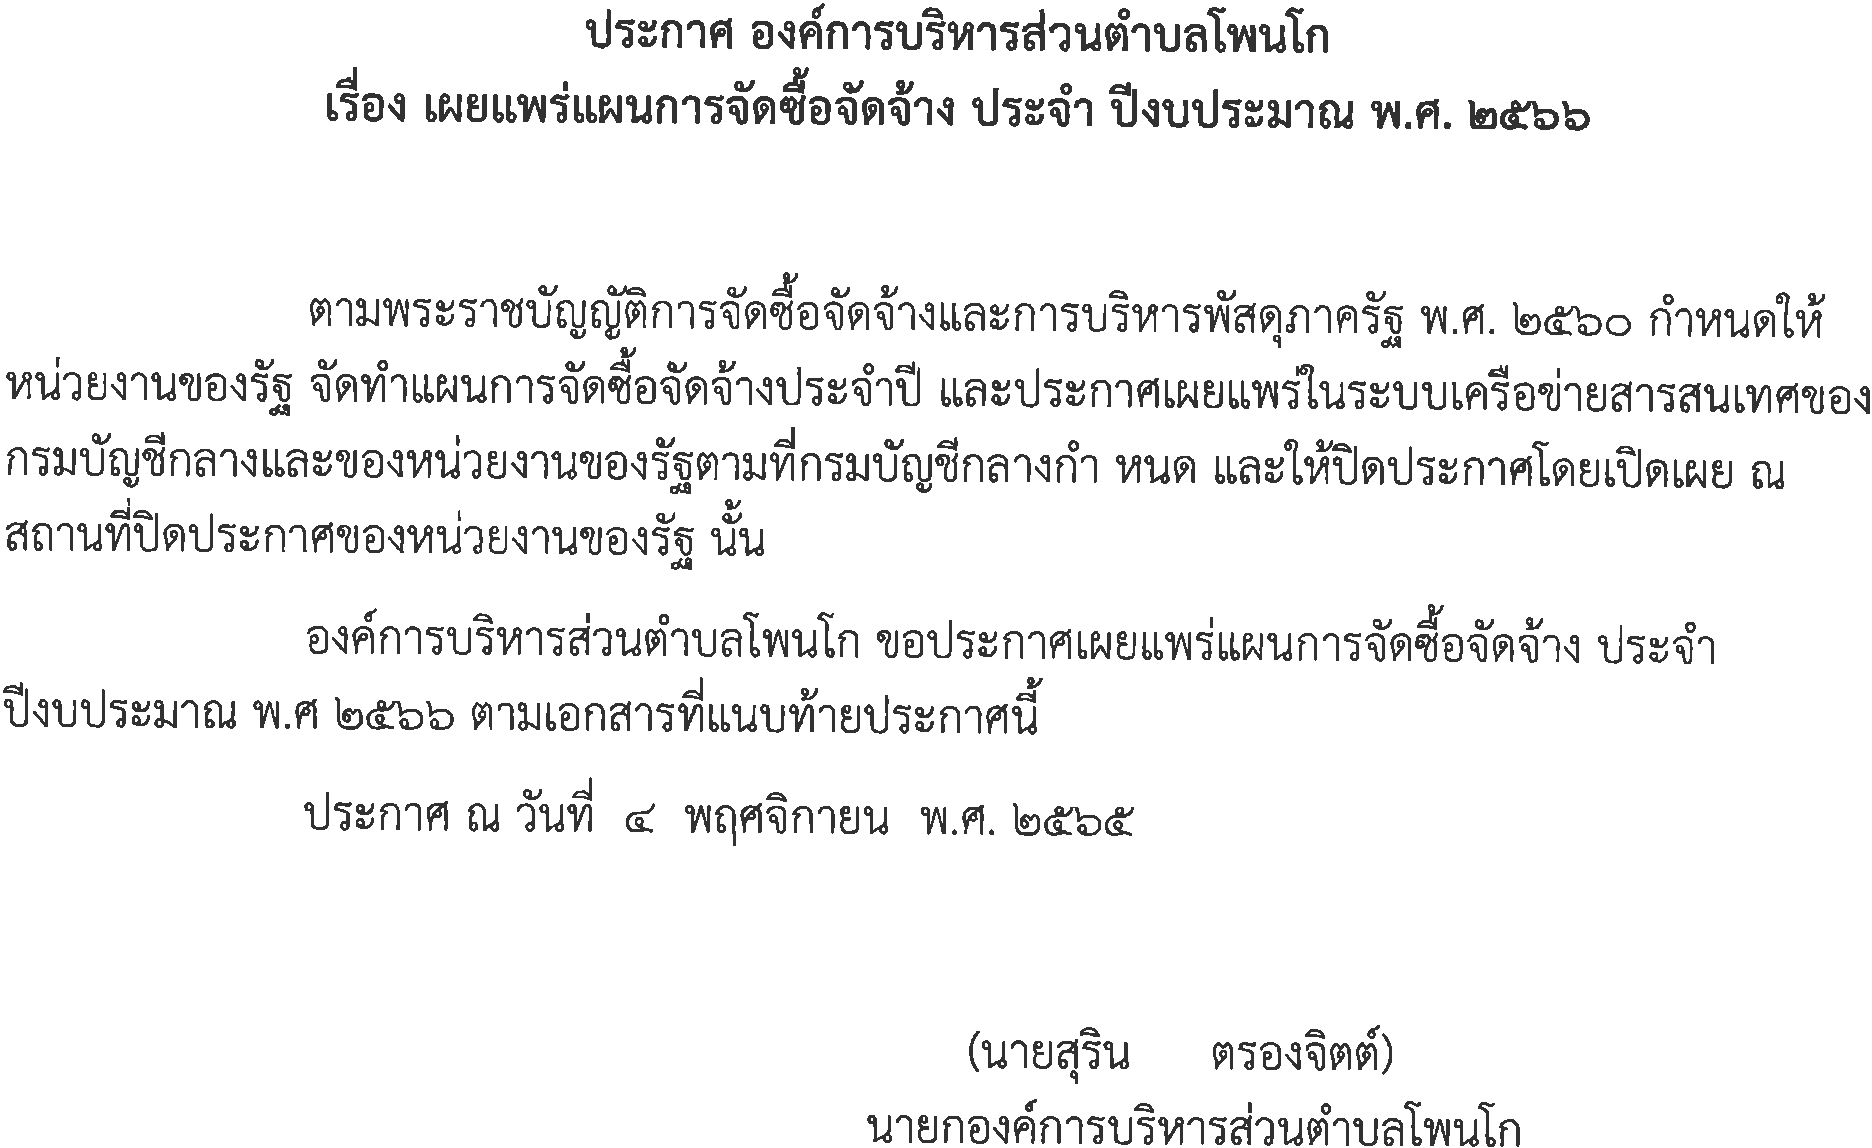 ประกาศ องค์การบริหารส่วนตำบลโพนโก
เรื่อง เผยแพร่แผนการจัดซื้อจัดจ้าง ประจำ ปีงบประมาณ พ.ศ. ๒๕๖๖
ตามพระราชบัญญัติการจัดซื้อจัดจ้างและการบริหารพัสดุภาครัฐ พ.ศ. ๒๕๖๐ กำหนดให้
หน่วยงานของรัฐ จัดทำแผนการจัดซื้อจัดจ้างประจำปี และประกาศเผยแพร่ในระบบเครือข่ายสารสนเทศของ
กรมบัญชีกลางและของหน่วยงานของรัฐตามที่กรมบัญชีกลางกำ หนด และให้ปิดประกาศโดยเปิดเผย ณ
สถานที่ปิดประกาศของหน่วยงานของรัฐ นั้น
องค์การบริหารส่วนตำบลโพนโก ขอประกาศเผยแพร่แผนการจัดซื้อจัดจ้าง ประจำ
ปีงบประมาณ พ.ศ ๒๕๖๖ ตามเอกสารที่แนบท้ายประกาศนี้
ประกาศ ณ วันที่ ๔ พฤศจิกายน พ.ศ. ๒๕๖๕
(นายสุริน ตรองจิตต์)
นายกองค์การบริหารส่วนตำบลโพนโก